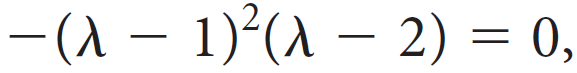 −(λ − 1)²(λ − 2) = 0,